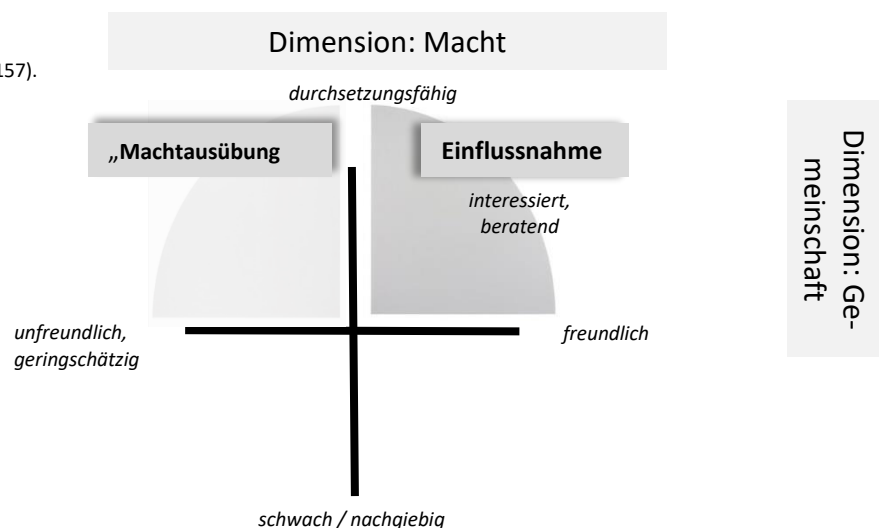 Dimension: Macht
157).
durchsetzungsfähig
„Machtausübung
Einflussnahme
interessiert,
beratend
Dimension: Ge-
meinschaft
unfreundlich,
geringschätzig
freundlich
schwach / nachgiebig